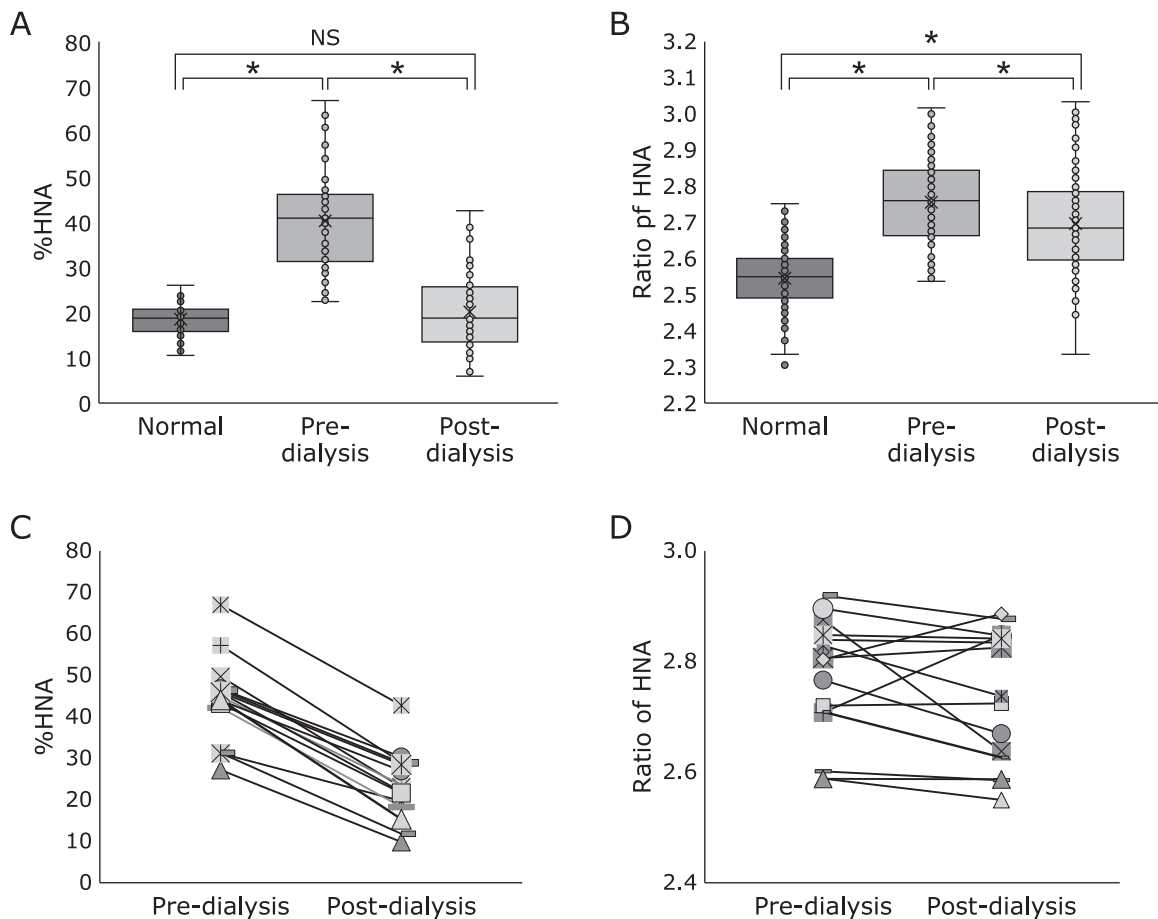 A
80
70
60
50
40
30
20
10
0
%HNA
NS
*
*
Normal
Pre-
dialysis
Post-
dialysis
B
3.2
3.1
3.0
2.9
2.8
2.7
2.6
2.5
2.4
2.3
2.2
Ratio pf HNA
*
*
*
Normal
Pre-
dialysis
Post-
dialysis
C
80
70
60
50
40
30
20
10
0
%HNA
Pre-dialysis
Post-dialysis
D
3.0
2.8
2.6
2.4
Ratio of HNA
Pre-dialysis
Post-dialysis